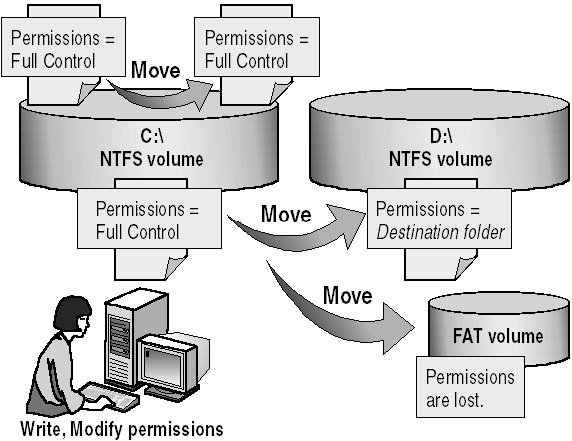 Permissions =
Full Control
Move
Permissions =
Full Control
C:\
NTFS volume
D:\
NTFS volume
Permissions =
Full Control
Move
Permissions =
Destination folder
Move
FAT volume
Permissions
are lost.
Write, Modify permissions